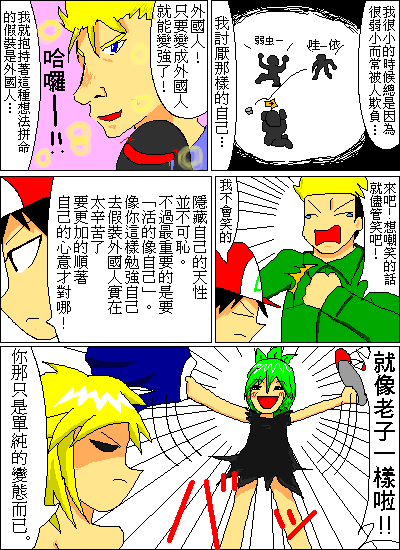 我很小的時候總是因為
很弱小而常被人欺負…
弱虫—
哇—依
我討厭那樣的自己…
外國人！
只要變成外國人
就能變強了！
哈囉—!!
我就抱持著這種想法拼命
的假裝是外國人…
來吧！想嘲笑的話
就儘管笑吧！
我不會笑的
隱藏自己的天性
並不可恥。
不過最重要的是要
「活的像自己」。
像你這樣勉強自己
去假裝外國人實在
太辛苦了
要更加的順著
自己的心意才對哪！
就像老子一樣啦!!
バーン
你那只是單純的變態而已。